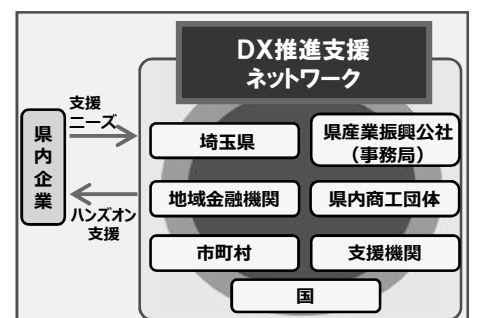 DX推進支援
ネットワーク
支援
ニーズ
県内企業
ハンズオン
支援
埼玉県
県産業振興公社
（事務局）
地域金融機関
県内商工団体
市町村
支援機関
国